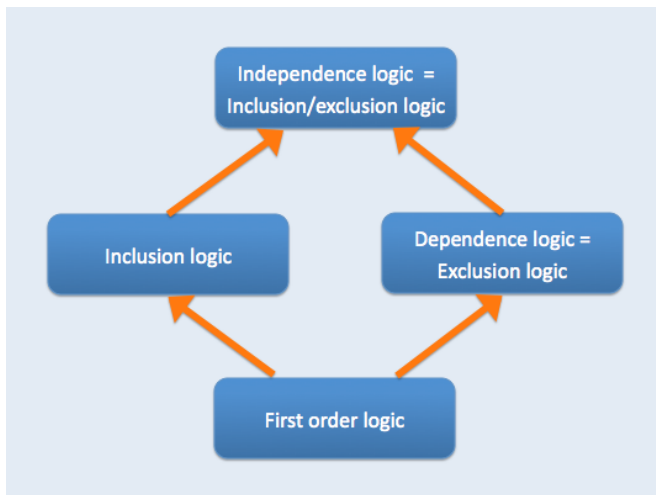 Independence logic =
Inclusion/exclusion logic
Inclusion logic
Dependence logic =
Exclusion logic
First order logic